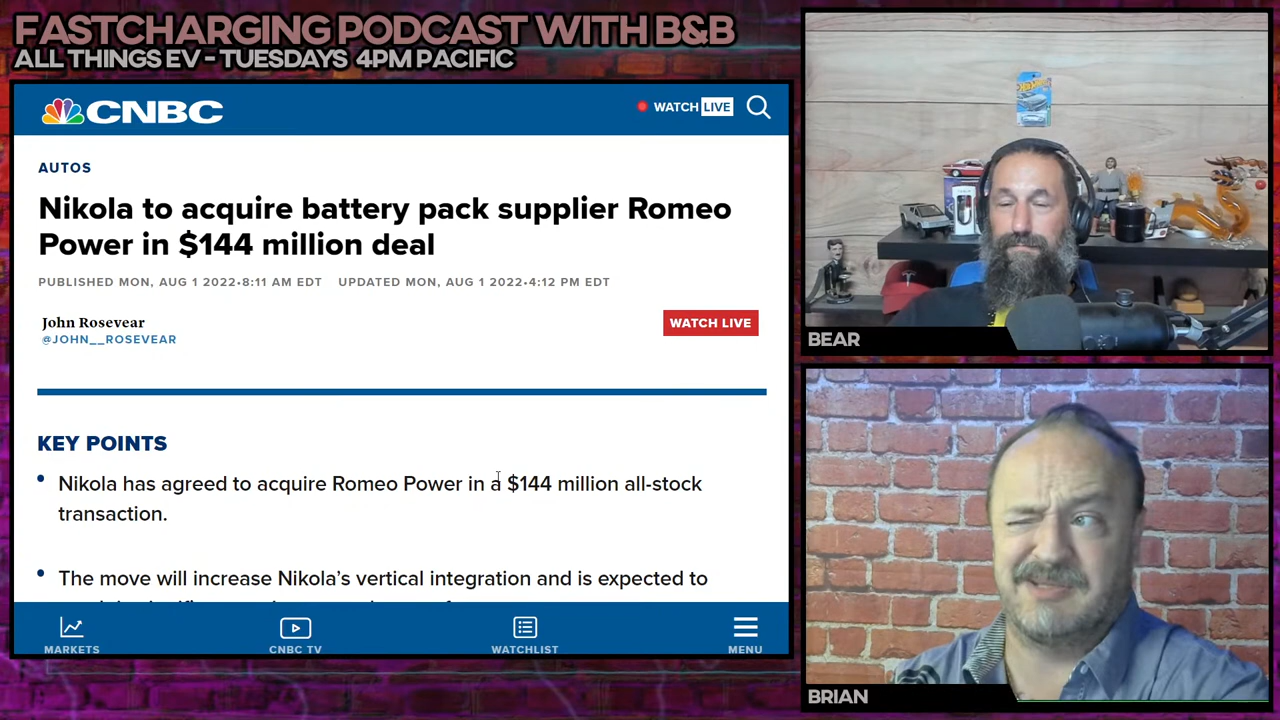 FASTCHARGING PODCAST WITH B&B
ALL THINGS EV - TUESDAYS 4PM PACIFIC
CNBC
WATCH LIVE
AUTOS
Nikola to acquire battery pack supplier Romeo
Power in $144 million deal
PUBLISHED MON, AUG 1 2022•8:11 AM EDT UPDATED MON, AUG 1 2022•4:12 PM EDT
John Rosevear
@JOHN__ROSEVEAR
WATCH LIVE
KEY POINTS
• Nikola has agreed to acquire Romeo Power in a $144 million all-stock
transaction.
• The move will increase Nikola’s vertical integration and is expected to
MARKETS
CNBC TV
WATCHLIST
MENU
BEAR
BRIAN